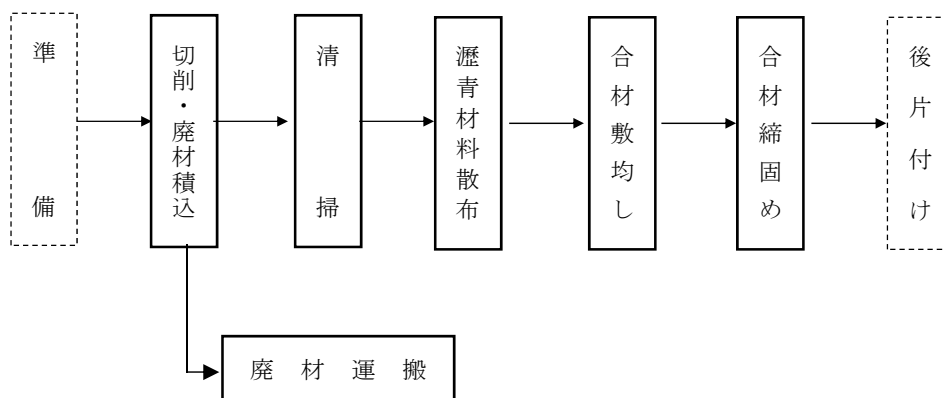 準備
切削・廃材積込
清掃
瀝青材料散布
合材敷均し
合材締固め
後片付け
廃材運搬